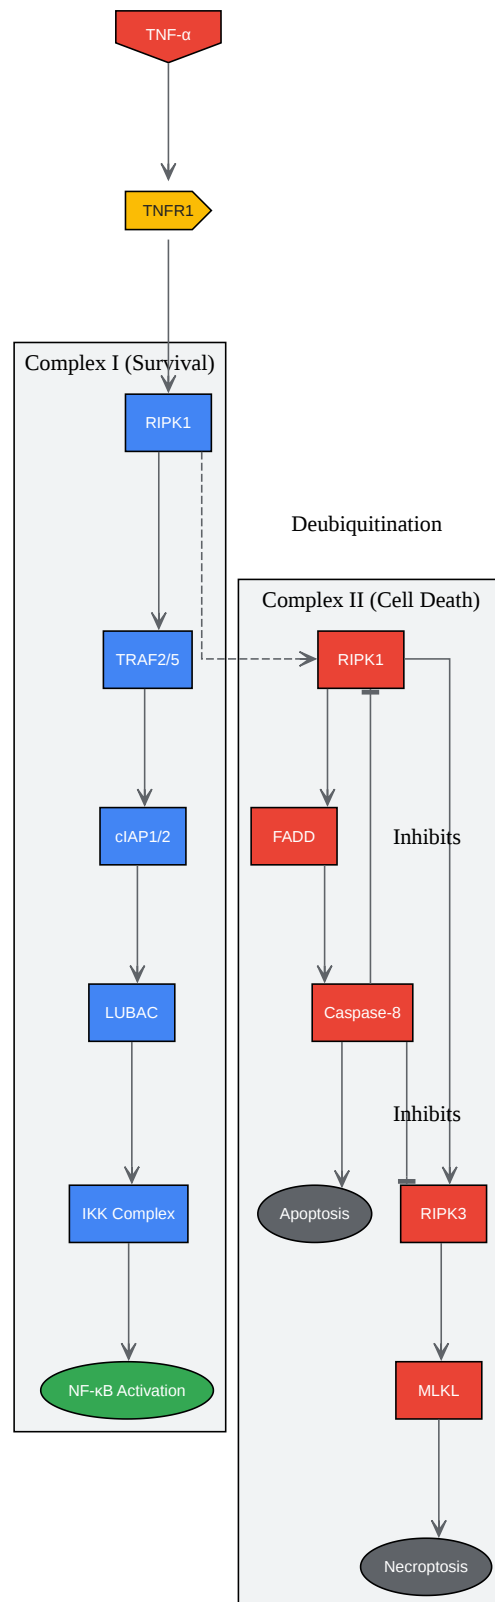 TNF-α
TNFR1
Complex I (Survival)
RIPK1
Deubiquitination
Complex II (Cell Death)
TRAF2/5
RIPK1
cIAP1/2
FADD
Inhibits
LUBAC
Caspase-8
Inhibits
IKK Complex
Apoptosis
RIPK3
NF-κB Activation
MLKL
Necroptosis